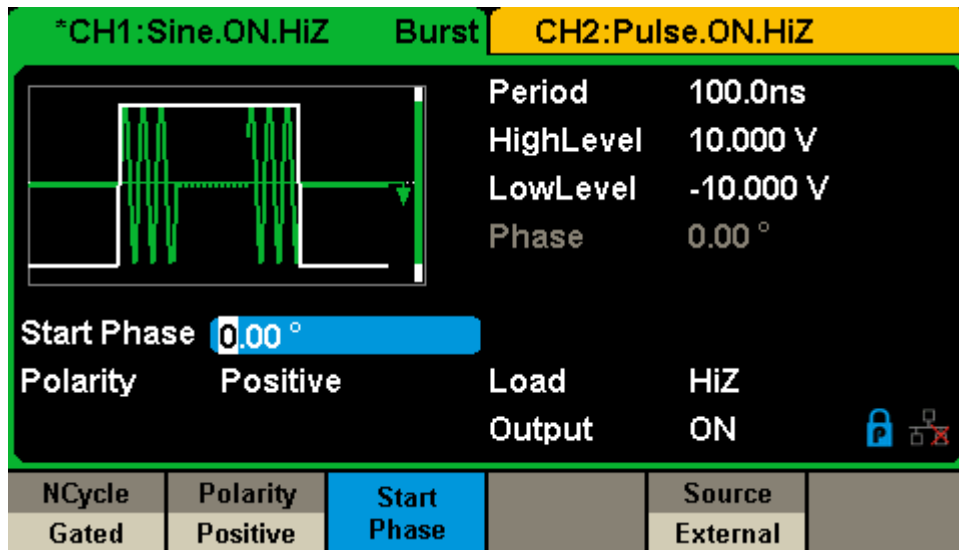 *CH1:Sine.ON.HiZ Burst CH2:Pulse.ON.HiZ
Period 100.0ns
HighLevel 10.000 V
LowLevel -10.000 V
Phase 0.00 °
Start Phase 0.00 °
Polarity Positive Load HiZ
Output ON
P
NCycle Polarity Start Phase Source
Gated Positive External